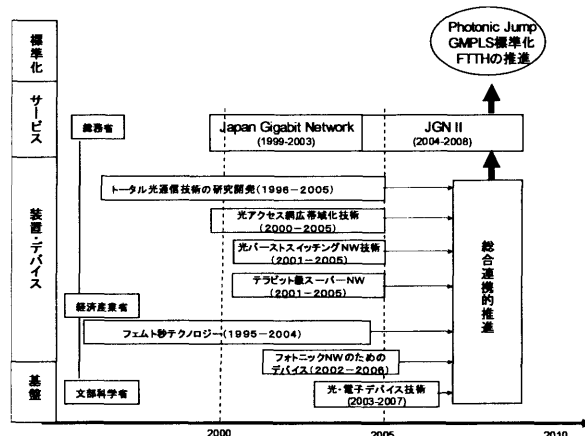 Photonic Jump
GMPLS標準化
FTTHの推進
標準化
サービス
装置・デバイス
基盤
総務省
経済産業省
文部科学省
Japan Gigabit Network
(1999-2003)
JGN II
(2004-2008)
トータル光通信技術の研究開発(1996-2005)
光アクセス網広帯域化技術
(2000-2005)
光バーストスイッチングNW技術
(2001-2005)
テラビット級スーパーNW
(2001-2005)
フェムト秒テクノロジー(1995-2004)
フォトニックNWのための
デバイス(2002-2006)
光・電子デバイス技術
(2003-2007)
総合連携的推進
2000
2005
2010